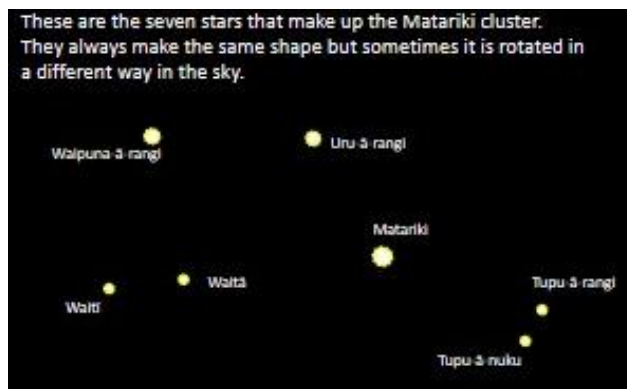 These are the seven stars that make up the Matariki cluster.
They always make the same shape but sometimes it is rotated in
a different way in the sky.
Waipuna-ā-rangi
Uru-ā-rangi
Matariki
Waitī
Waitā
Tupu-ā-rangi
Tupu-ā-nuku